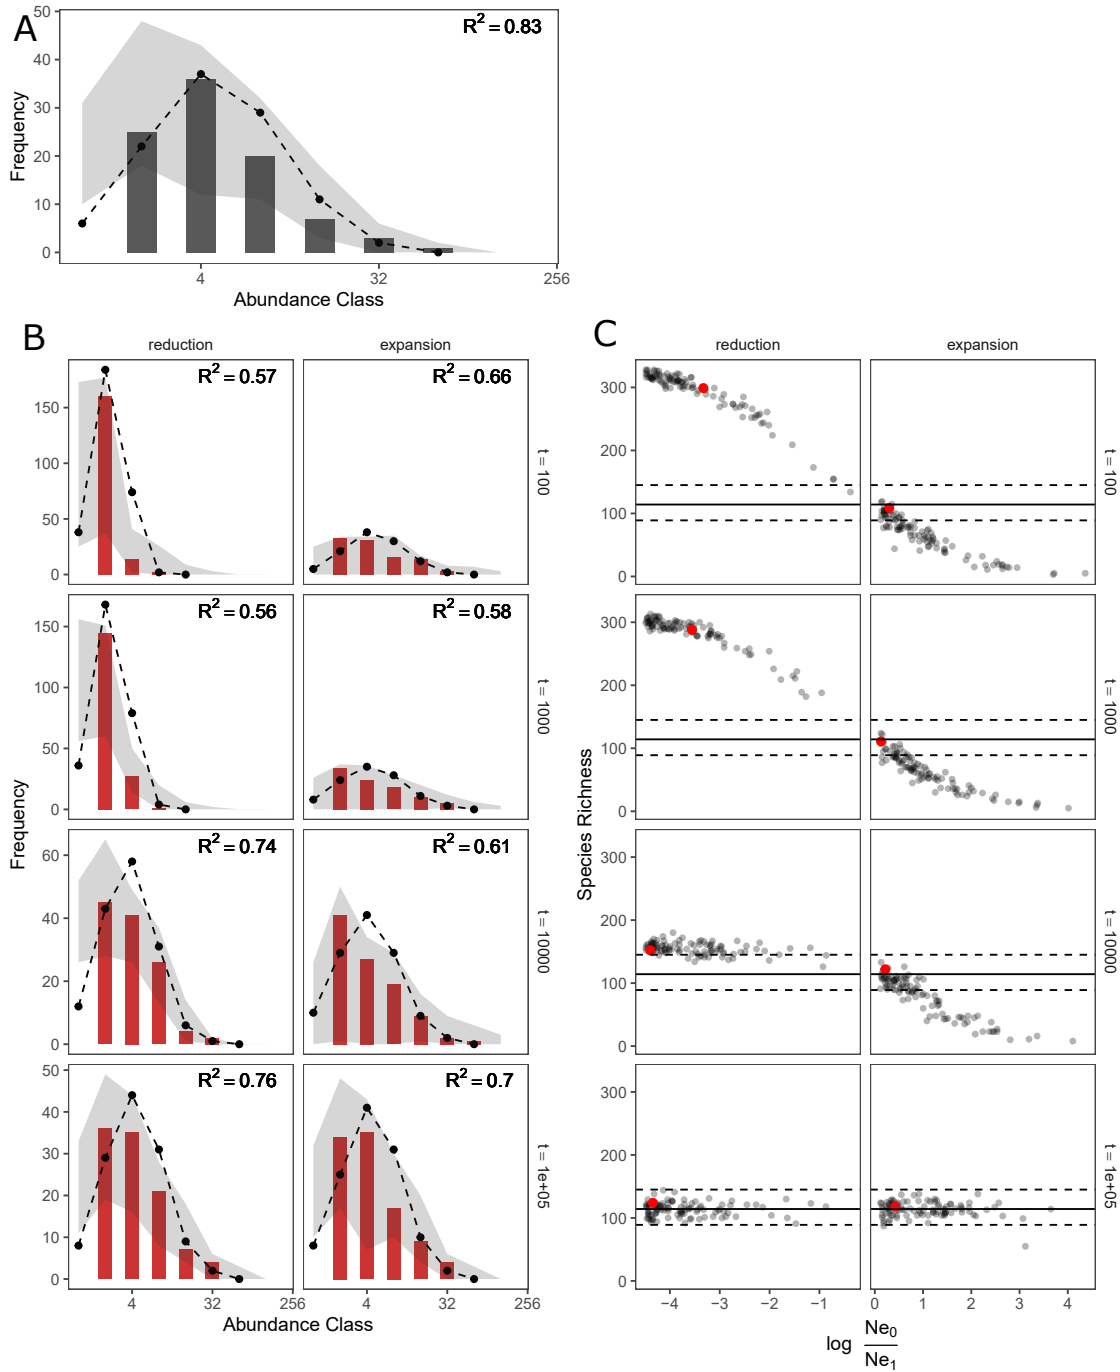 A
R² = 0.83
50
40
30
20
10
0
Frequency
4
32
256
Abundance Class
B
reduction
expansion
R² = 0.57
R² = 0.66
150
100
50
0
t = 100
R² = 0.56
R² = 0.58
150
100
50
0
t = 1000
R² = 0.74
R² = 0.61
60
40
20
0
t = 10000
R² = 0.76
R² = 0.7
50
40
30
20
10
0
t = 1e+05
Frequency
4
32
256
4
32
256
Abundance Class
C
reduction
expansion
300
200
100
0
t = 100
300
200
100
0
t = 1000
300
200
100
0
t = 10000
300
200
100
0
t = 1e+05
Species Richness
−4
−3
−2
−1
0
1
2
3
4
log Ne₀
Ne₁